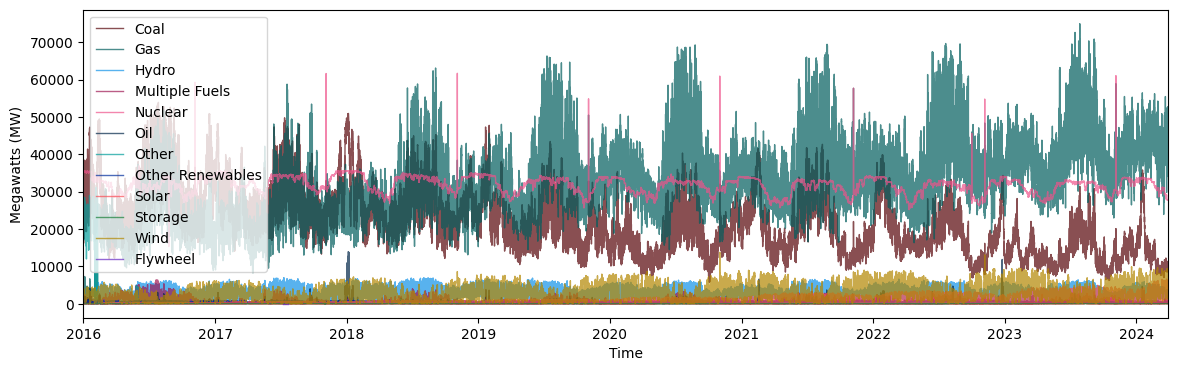 Megawatts (MW)
70000
60000
50000
40000
30000
20000
10000
0
Coal
Gas
Hydro
Multiple Fuels
Nuclear
Oil
Other
Other Renewables
Solar
Storage
Wind
Flywheel
2016 2017 2018 2019 2020 2021 2022 2023 2024
Time